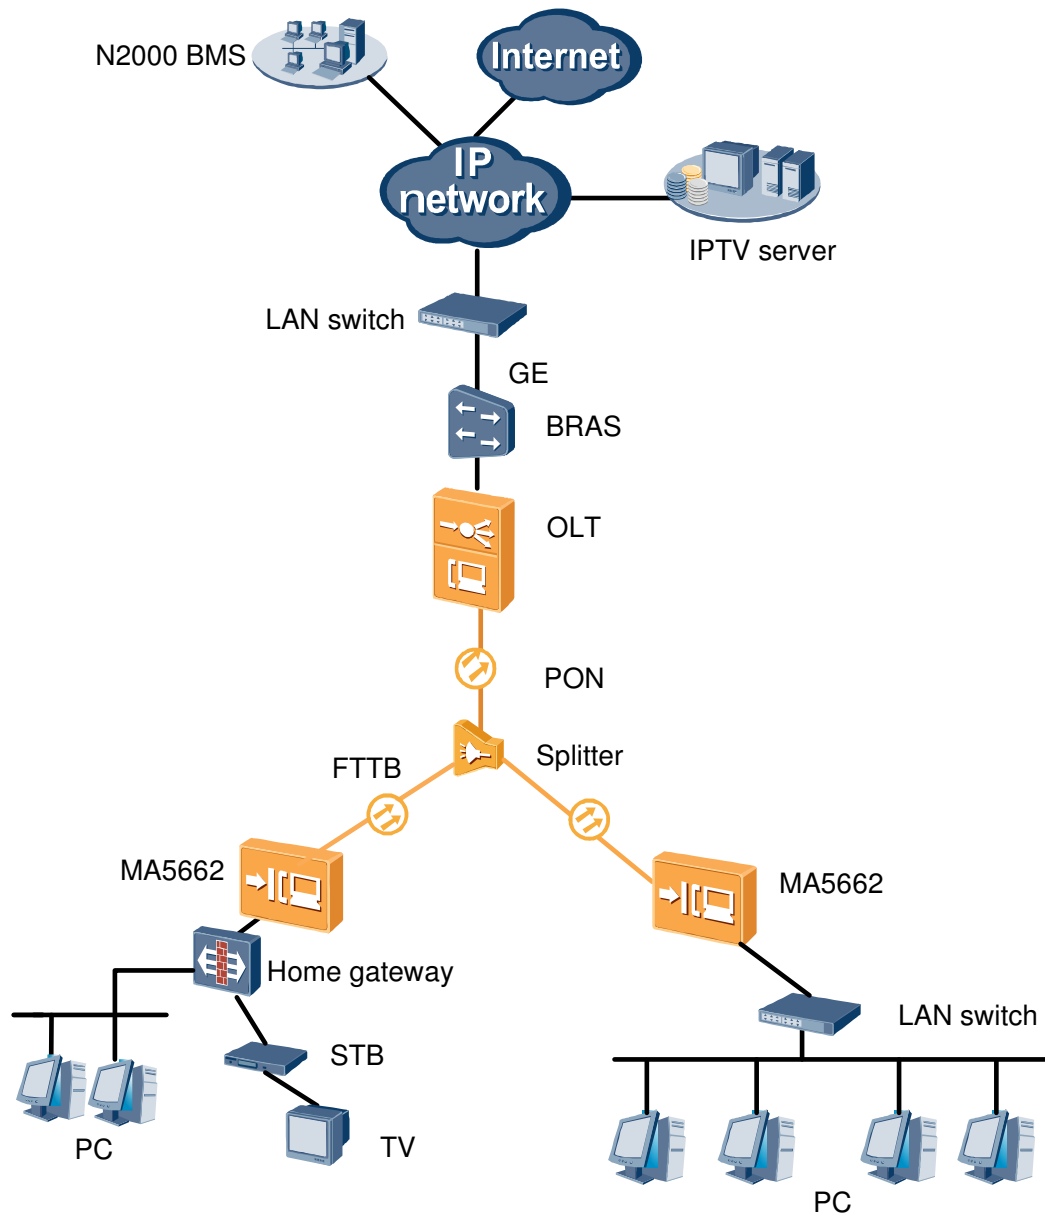 N2000 BMS
Internet
IP
network
IPTV server
LAN switch
GE
BRAS
OLT
PON
Splitter
FTTB
MA5662
MA5662
Home gateway
LAN switch
STB
PC
TV
PC